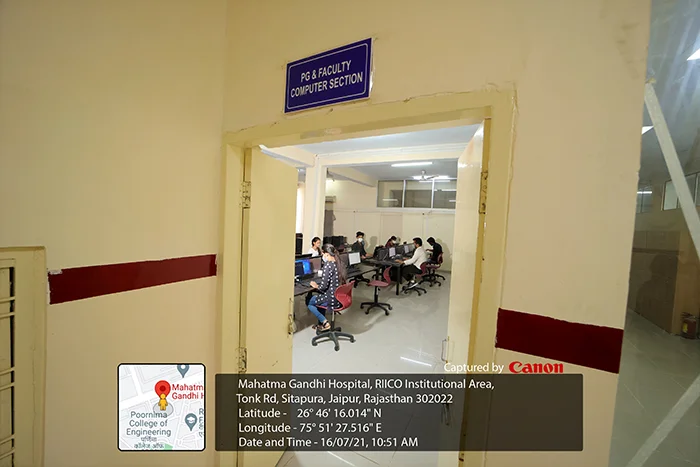 PG & FACULTY
COMPUTER SECTION
Captured by Canon
Mahatma Gandhi Hospital, RIICO Institutional Area,
Tonk Rd, Sitapura, Jaipur, Rajasthan 302022
Latitude - 26° 46' 16.014" N
Longitude - 75° 51' 27.516" E
Date and Time - 16/07/21, 10:51 AM
Mahatma
Gandhi H
Poornima
College of
Engineering